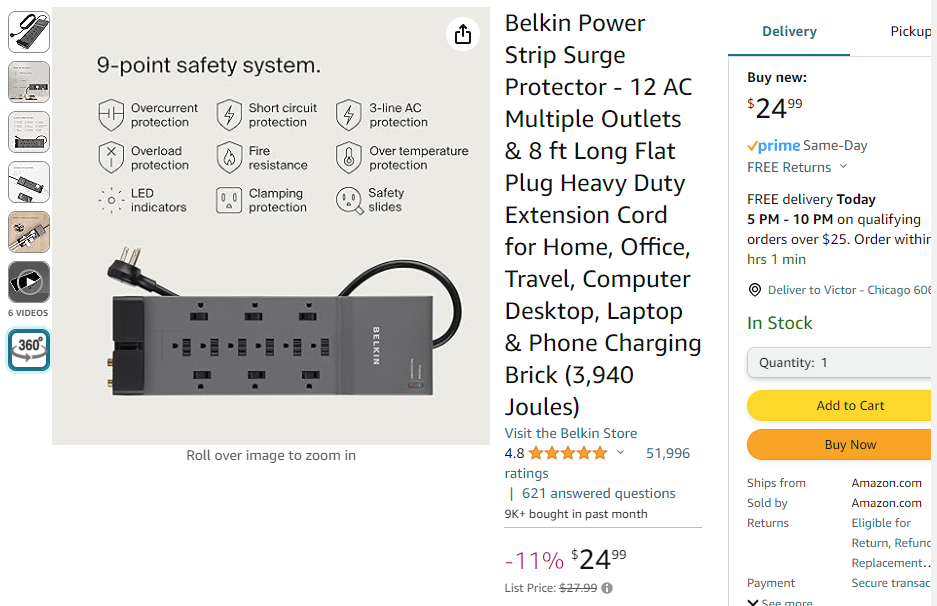 360°
6 VIDEOS
9-point safety system.
Overcurrent
protection
Short circuit
protection
3-line AC
protection
Overload
protection
Fire
resistance
Over temperature
protection
LED
indicators
Clamping
protection
Safety
slides
BELKIN
Roll over image to zoom in
Belkin Power
Strip Surge
Protector - 12 AC
Multiple Outlets
& 8 ft Long Flat
Plug Heavy Duty
Extension Cord
for Home, Office,
Travel, Computer
Desktop, Laptop
& Phone Charging
Brick (3,940
Joules)
Visit the Belkin Store
4.8
51,996
ratings
| 621 answered questions
9K+ bought in past month
-11% $24 99
List Price: $27.99
Delivery
Pickup
Buy new:
$24 99
prime Same-Day
FREE Returns
FREE delivery Today
5 PM - 10 PM on qualifying
orders over $25. Order within
hrs 1 min
Deliver to Victor - Chicago 606
In Stock
Quantity: 1
Add to Cart
Buy Now
Ships from Amazon.com
Sold by Amazon.com
Returns Eligible for
Return, Refund
Replacement…
Payment Secure transac
See more